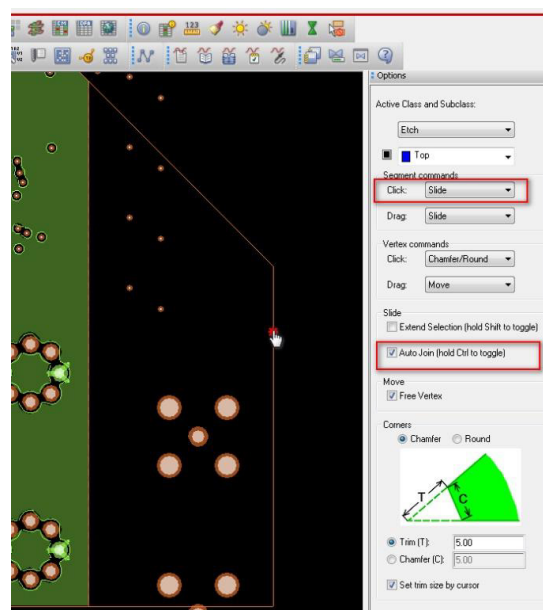 123
Options
Active Class and Subclass:
Etch
Top
Segment commands
Click: Slide
Drag: Slide
Vertex commands
Click: Chamfer/Round
Drag: Move
Slide
Extend Selection (hold Shift to toggle)
Auto Join (hold Ctrl to toggle)
Move
Free Vertex
Corners
Chamfer Round
T C
Trim (T): 5.00
Chamfer (C): 5.00
Set trim size by cursor